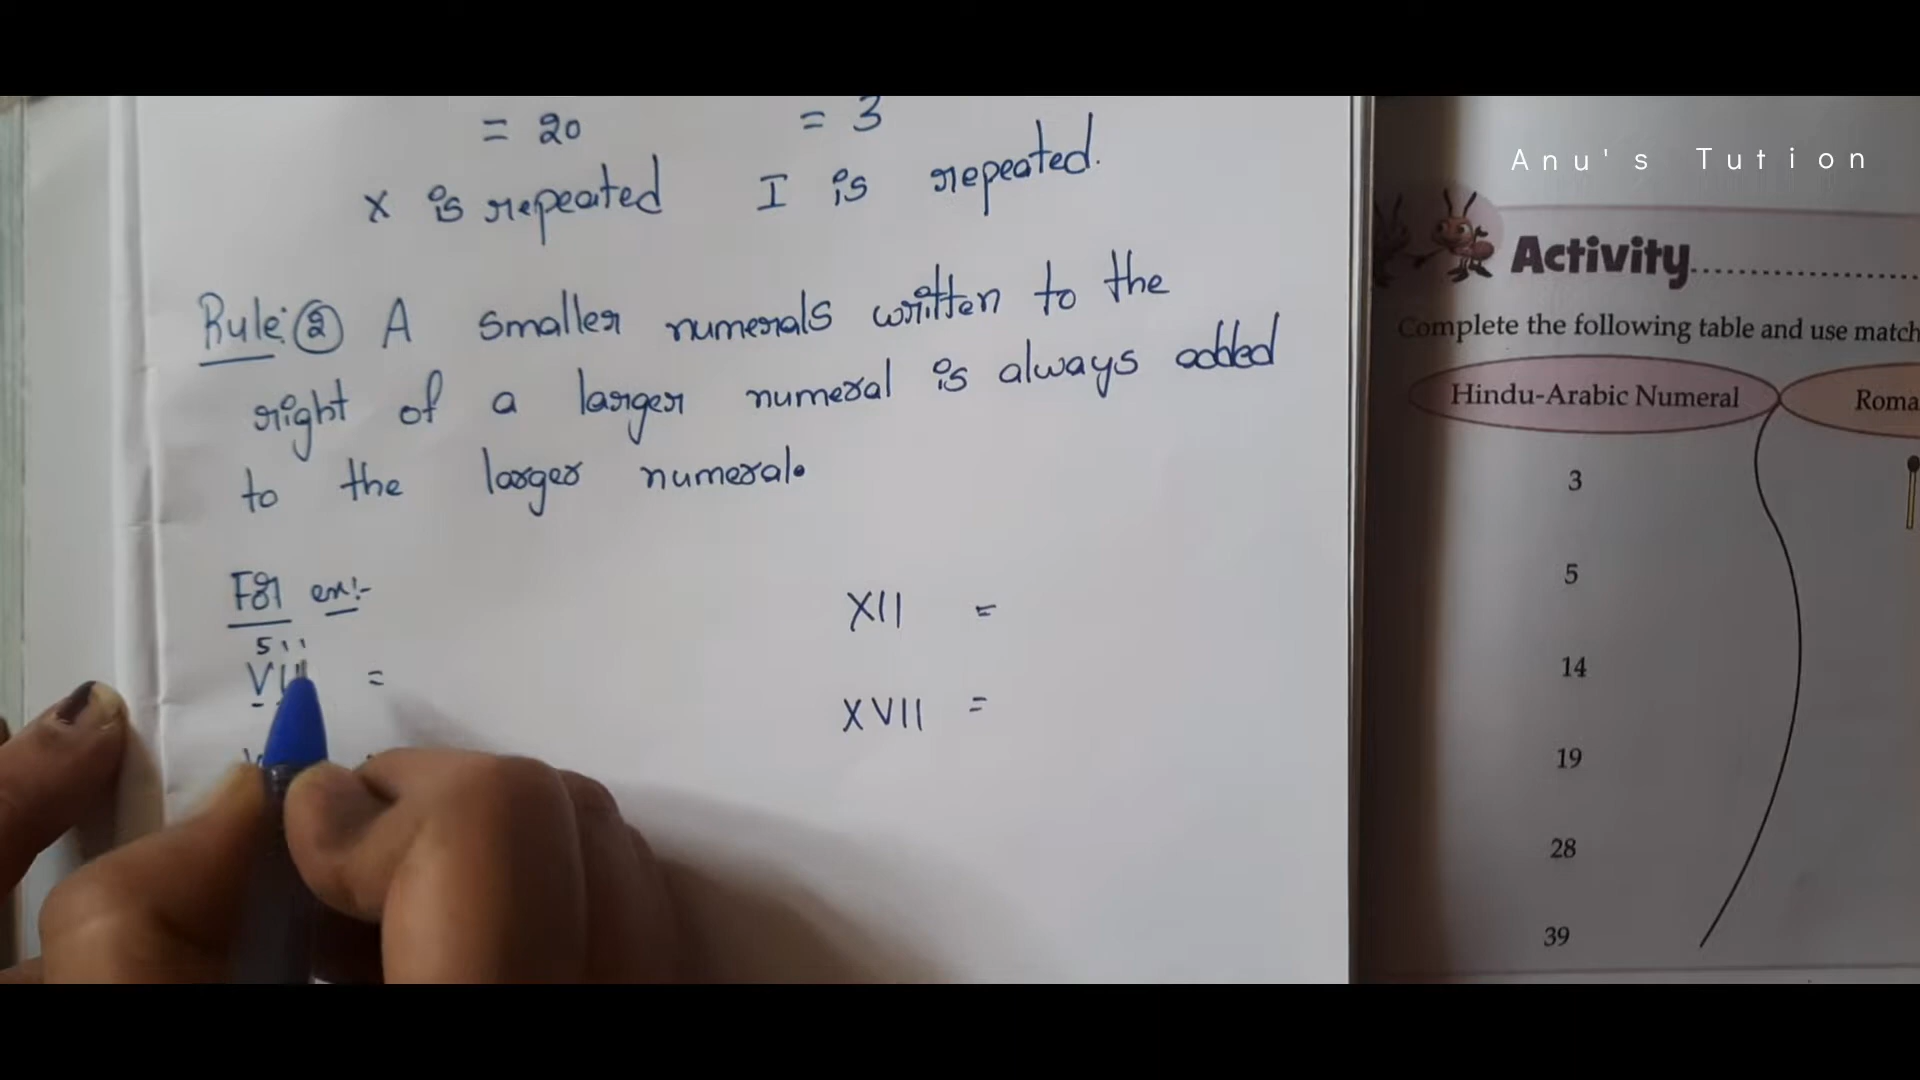 = 20
= 3
X is repeated
I is repeated.
Rule: ② A smaller numerals written to the
right of a larger numeral is always added
to the larger numeral.
For ex:-
5 1 1
=
XII =
XVII =
Anu's Tution
Activity....................
Complete the following table and use match
Hindu-Arabic Numeral
Roma
3
5
14
19
28
39